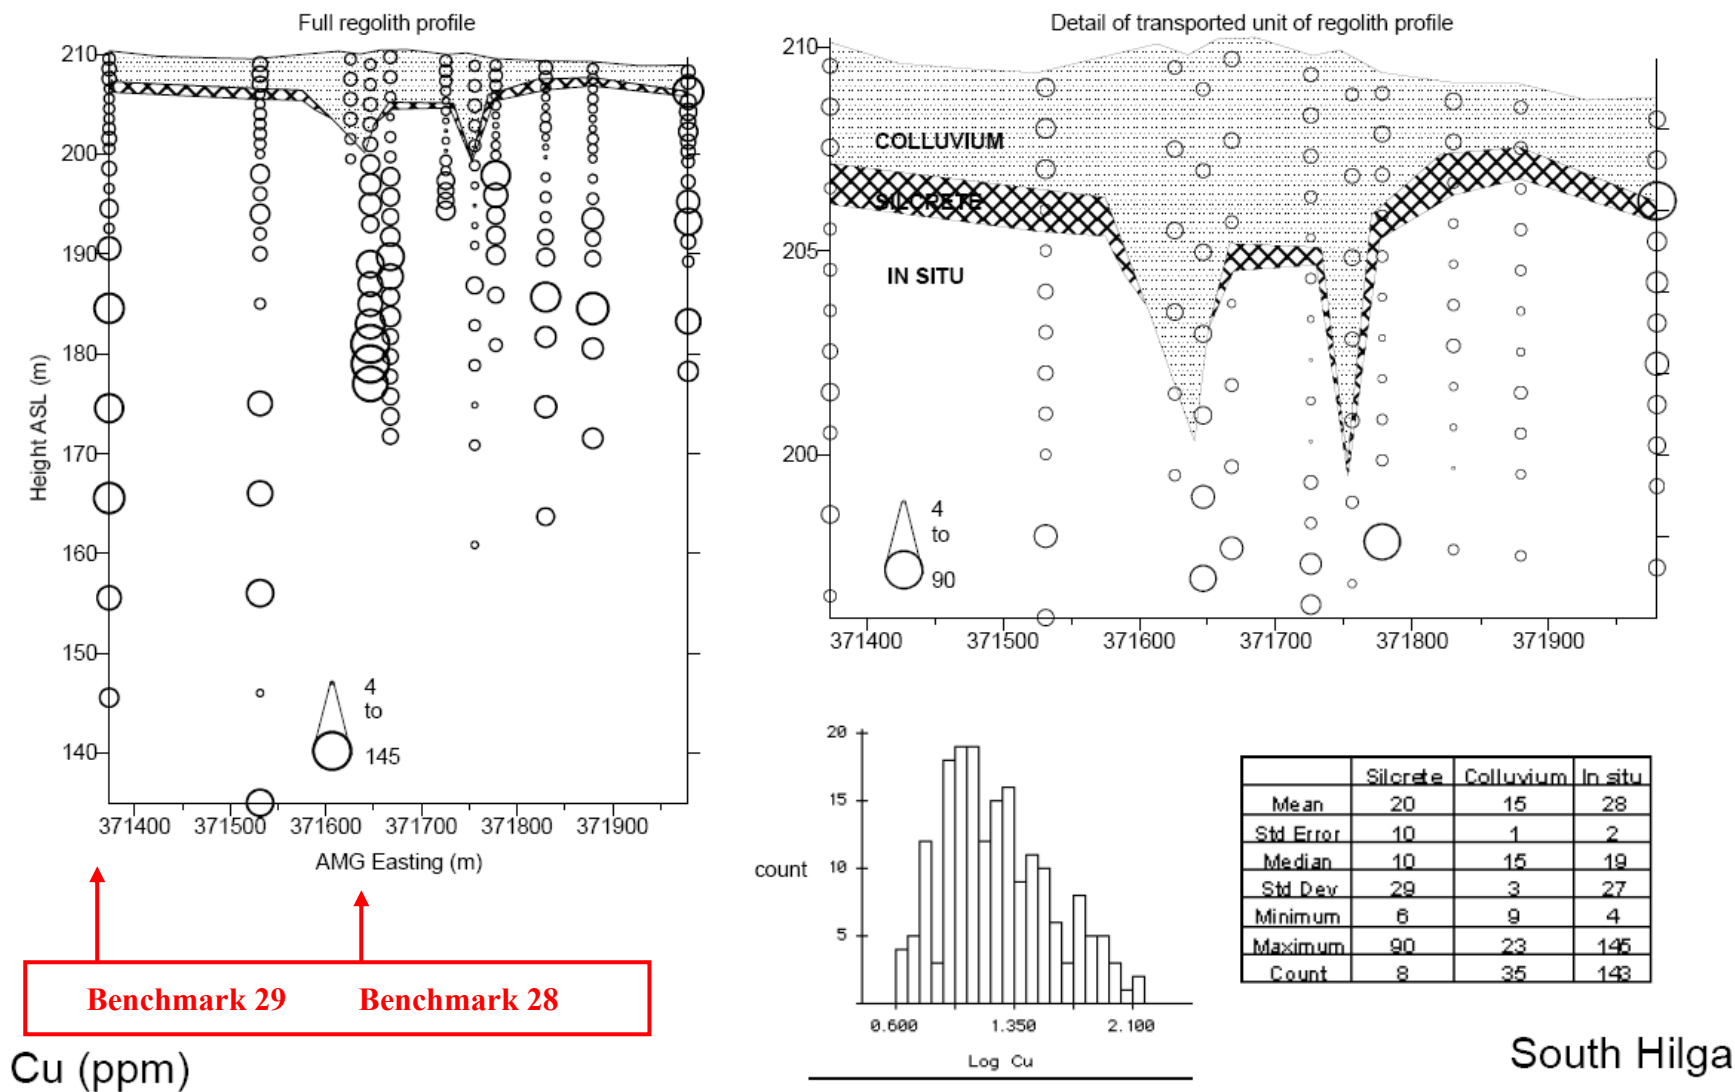 Full regolith profile
210
200
190
180
170
160
150
140
Height ASL (m)
4
to
145
371400 371500 371600 371700 371800 371900
AMG Easting (m)
Benchmark 29 Benchmark 28
Cu (ppm)
Detail of transported unit of regolith profile
210
205
200
COLLUVIUM
SILCRETE
IN SITU
4
to
90
371400 371500 371600 371700 371800 371900
20
15
10
5
count
0.600 1.350 2.100
Log Cu
Silcrete Colluvium In situ
Mean 20 15 28
Std Error 10 1 2
Median 10 15 19
Std Dev 29 3 27
Minimum 6 9 4
Maximum 90 23 145
Count 8 35 143
South Hilga